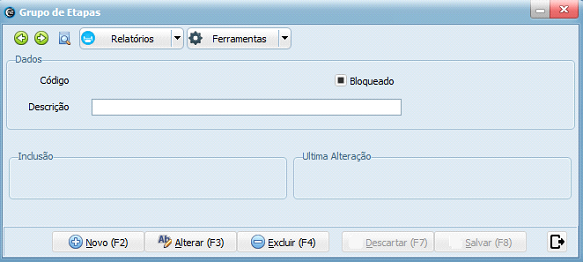 Grupo de Etapas
Relatórios Ferramentas
Dados
Código Bloqueado
Descrição
Inclusão Ultima Alteração
Novo (F2) Alterar (F3) Excluir (F4) Descartar (F7) Salvar (F8)